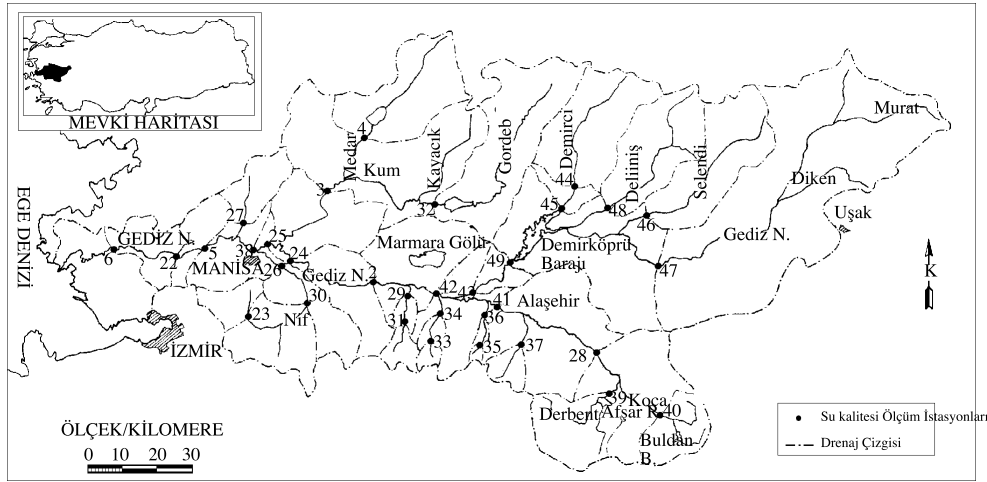 MEVKİ HARİTASI
Murat
4
Medar
Kayacık
Gordeb
Demirci
Deliiniş
Selendi
Kum
Diken
44
3
32
45
48
46
Uşak
EGE DENİZİ
27
GEDİZ N.
5
6
22
38
25
24
26
MANİSA
Marmara Gölü
Demirköprü
Barajı
Gediz N.
49
47
K
Gediz N.
2
29
42
43
41
Alaşehir
30
23
Nif
31
34
36
33
35
37
28
İZMİR
39
Koca
Derbent
Afşar R.
40
Buldan
B.
ÖLÇEK/KILOMERE
0 10 20 30
Su kalitesi Ölçüm İstasyonları
Drenaj Çizgisi